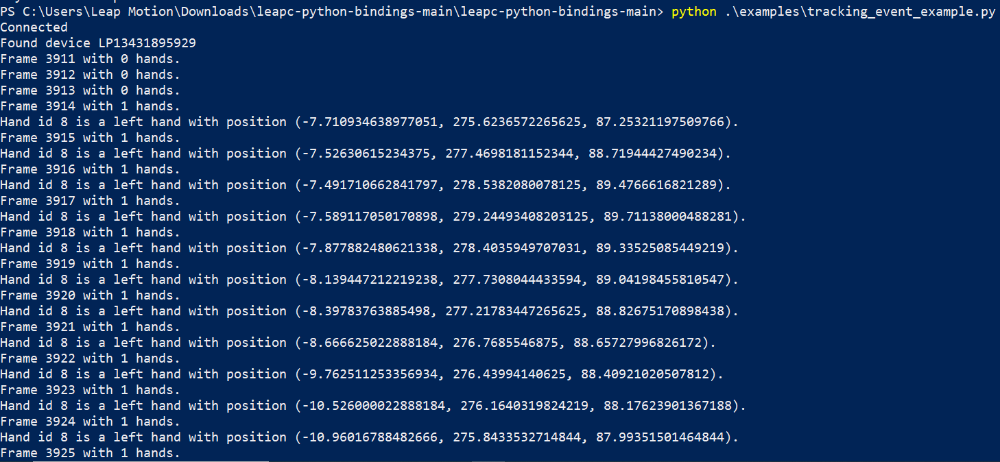 PS C:\Users\Leap Motion\Downloads\leapc-python-bindings-main\leapc-python-bindings-main> python .\examples\tracking_event_example.py
Connected
Found device LP13431895929
Frame 3911 with 0 hands.
Frame 3912 with 0 hands.
Frame 3913 with 0 hands.
Frame 3914 with 1 hands.
Hand id 8 is a left hand with position (-7.710934638977051, 275.6236572265625, 87.25321197509766).
Frame 3915 with 1 hands.
Hand id 8 is a left hand with position (-7.52630615234375, 277.4698181152344, 88.71944427490234).
Frame 3916 with 1 hands.
Hand id 8 is a left hand with position (-7.491710662841797, 278.5382080078125, 89.4766616821289).
Frame 3917 with 1 hands.
Hand id 8 is a left hand with position (-7.589117050170898, 279.24493408203125, 89.71138000488281).
Frame 3918 with 1 hands.
Hand id 8 is a left hand with position (-7.877882480621338, 278.4035949707031, 89.33525085449219).
Frame 3919 with 1 hands.
Hand id 8 is a left hand with position (-8.139447212219238, 277.7308044433594, 89.04198455810547).
Frame 3920 with 1 hands.
Hand id 8 is a left hand with position (-8.39783763885498, 277.21783447265625, 88.82675170898438).
Frame 3921 with 1 hands.
Hand id 8 is a left hand with position (-8.666625022888184, 276.7685546875, 88.65727996826172).
Frame 3922 with 1 hands.
Hand id 8 is a left hand with position (-9.762511253356934, 276.43994140625, 88.40921020507812).
Frame 3923 with 1 hands.
Hand id 8 is a left hand with position (-10.526000022888184, 276.1640319824219, 88.17623901367188).
Frame 3924 with 1 hands.
Hand id 8 is a left hand with position (-10.96016788482666, 275.8433532714844, 87.99351501464844).
Frame 3925 with 1 hands.